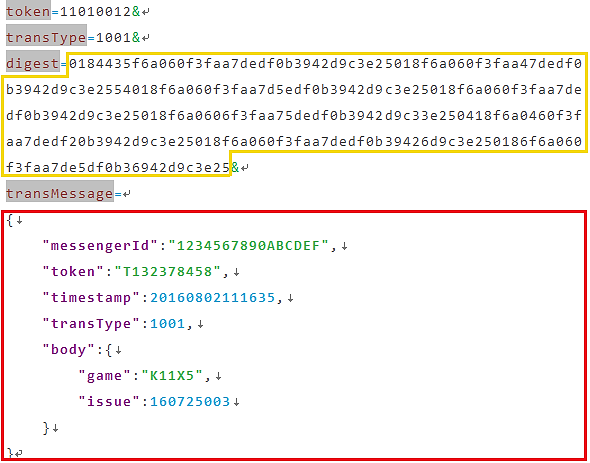 token=11010012&
transType=1001&
digest=0184435f6a060f3faa7dedf0b3942d9c3e25018f6a060f3faa47dedf0
b3942d9c3e2554018f6a060f3faa7d5edf0b3942d9c3e25018f6a060f3faa7de
df0b3942d9c3e25018f6a0606f3faa75dedf0b3942d9c33e250418f6a0460f3f
aa7dedf20b3942d9c3e25018f6a060f3faa7dedf0b39426d9c3e250186f6a060
f3faa7de5df0b36942d9c3e25&
transMessage=
{
"messengerId":"1234567890ABCDEF",
"token":"T132378458",
"timestamp":20160802111635,
"transType":1001,
"body":{
"game":"K11X5",
"issue":160725003
}
}